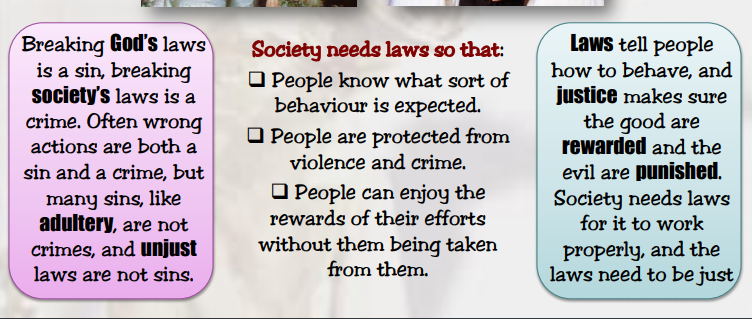 Breaking God's laws
is a sin, breaking
society's laws is a
crime. Often wrong
actions are both a
sin and a crime, but
many sins, like
adultery, are not
crimes, and unjust
laws are not sins.
Society needs laws so that:
❑ People know what sort of
behaviour is expected.
❑ People are protected from
violence and crime.
❑ People can enjoy the
rewards of their efforts
without them being taken
from them.
Laws tell people
how to behave, and
justice makes sure
the good are
rewarded and the
evil are punished.
Society needs laws
for it to work
properly, and the
laws need to be just